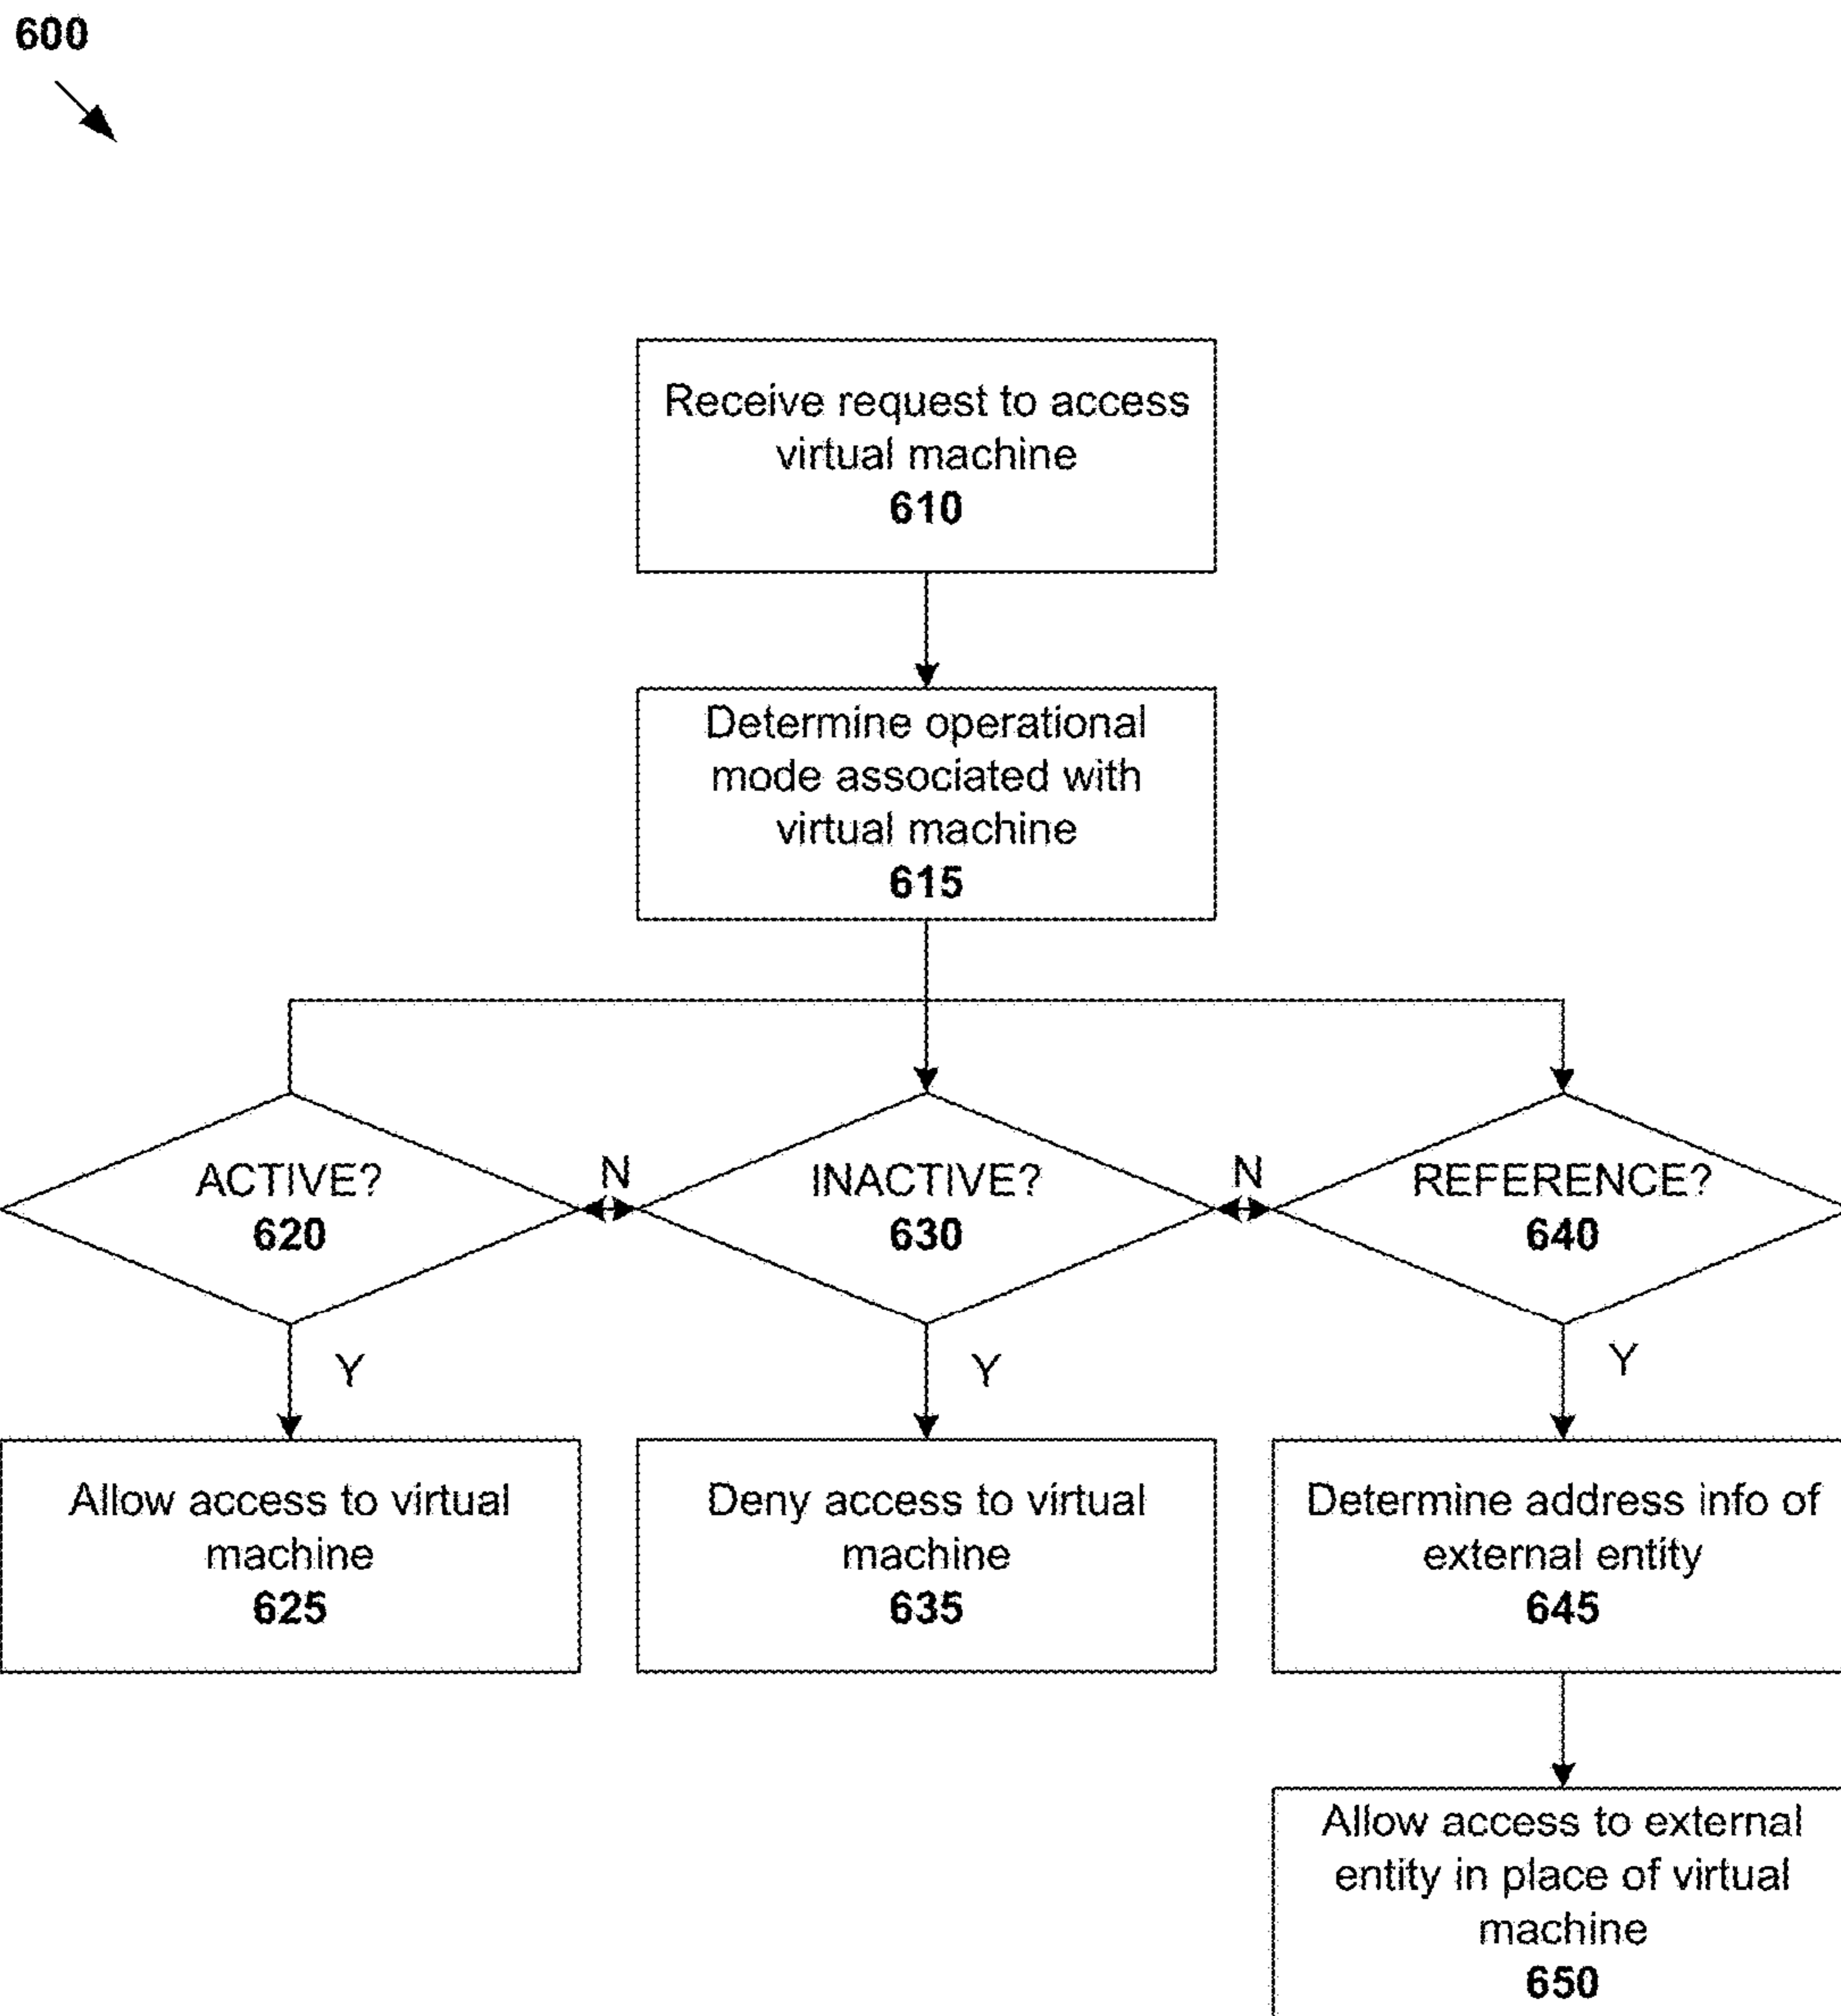 600
Receive request to access
virtual machine
610
Determine operational
mode associated with
virtual machine
615
ACTIVE?
620
N
INACTIVE?
630
N
REFERENCE?
640
Y
Y
Y
Allow access to virtual
machine
625
Deny access to virtual
machine
635
Determine address info of
external entity
645
Allow access to external
entity in place of virtual
machine
650